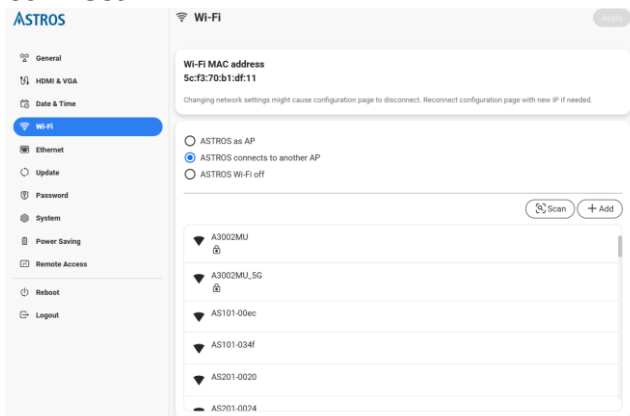 ASTROS
General
HDMI & VGA
Date & Time
Wi-Fi
Ethernet
Update
Password
System
Power Saving
Remote Access
Reboot
Logout
Wi-Fi
Apply
Wi-Fi MAC address
5c:f3:70:b1:df:11
Changing network settings might cause configuration page to disconnect. Reconnect configuration page with new IP if needed.
ASTROS as AP
ASTROS connects to another AP
ASTROS Wi-Fi off
Scan
+ Add
A3002MU
A3002MU_5G
AS101-00ec
AS101-034f
AS201-0020
AS201-0024